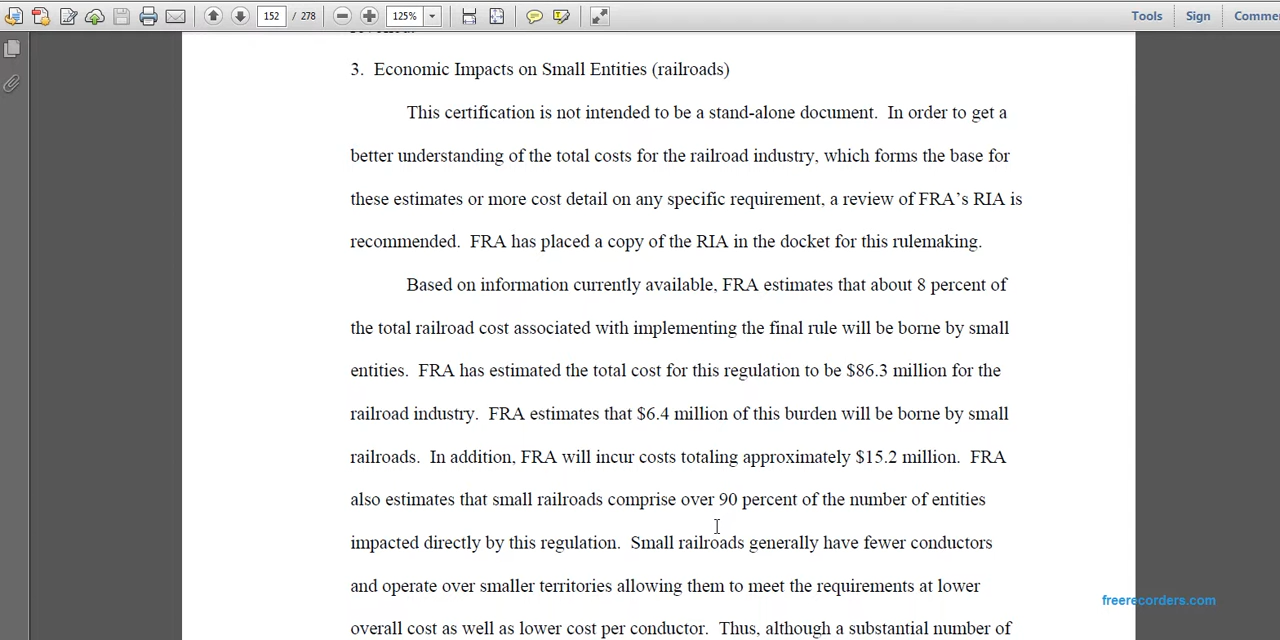 152 / 278
125%
Tools
Sign
3. Economic Impacts on Small Entities (railroads)
This certification is not intended to be a stand-alone document. In order to get a
better understanding of the total costs for the railroad industry, which forms the base for
these estimates or more cost detail on any specific requirement, a review of FRA's RIA is
recommended. FRA has placed a copy of the RIA in the docket for this rulemaking.
Based on information currently available, FRA estimates that about 8 percent of
the total railroad cost associated with implementing the final rule will be borne by small
entities. FRA has estimated the total cost for this regulation to be $86.3 million for the
railroad industry. FRA estimates that $6.4 million of this burden will be borne by small
railroads. In addition, FRA will incur costs totaling approximately $15.2 million. FRA
also estimates that small railroads comprise over 90 percent of the number of entities
impacted directly by this regulation. Small railroads generally have fewer conductors
and operate over smaller territories allowing them to meet the requirements at lower
freerecorders.com
overall cost as well as lower cost per conductor. Thus, although a substantial number of